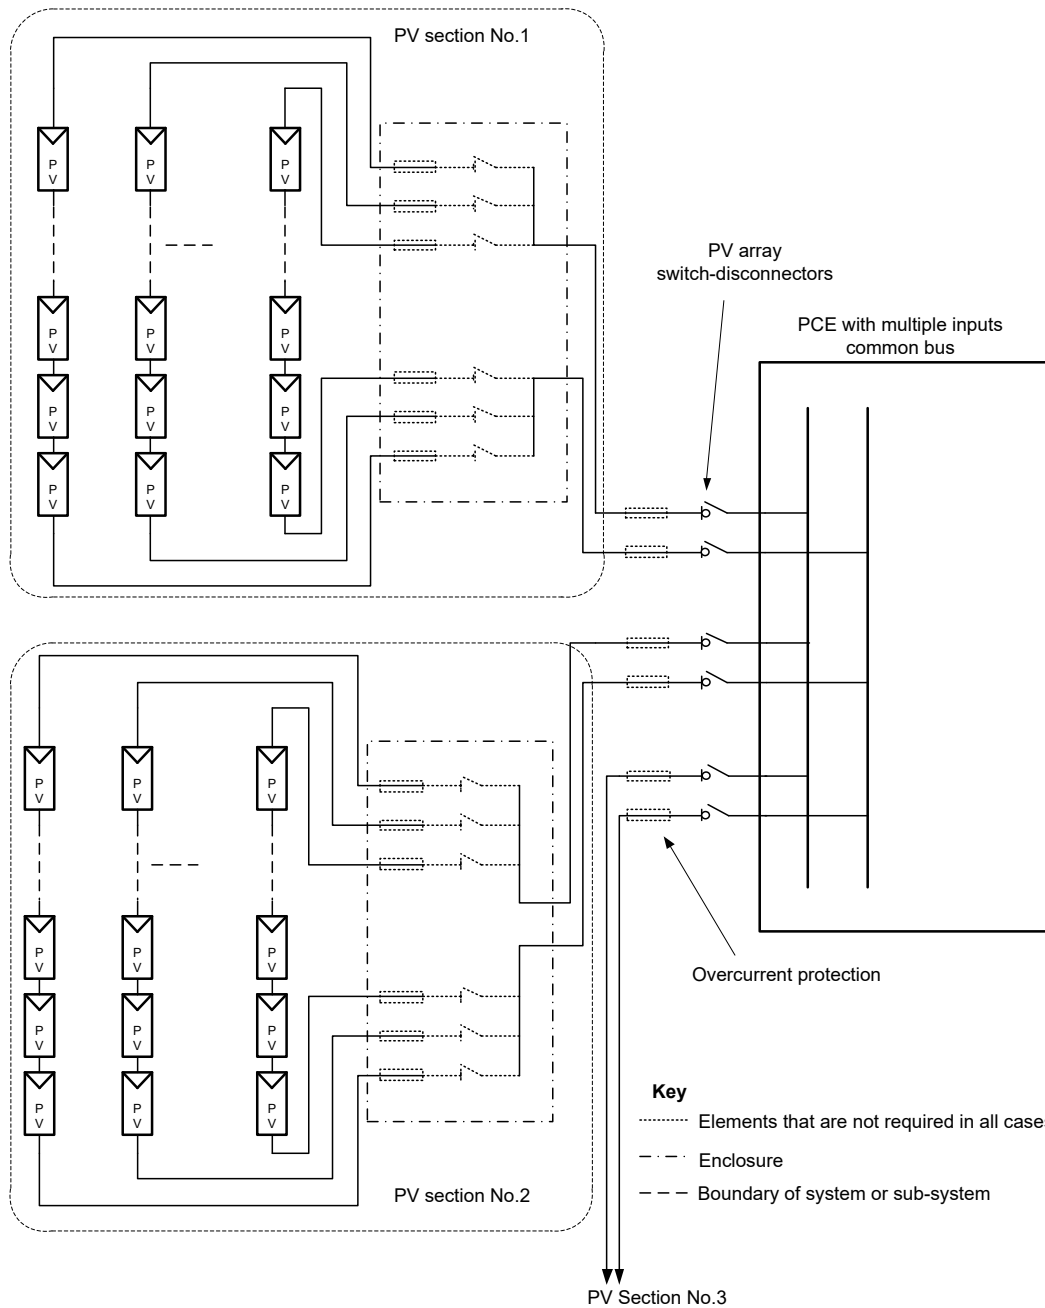 PV section No.1
P V
P V
P V
P V
P V
P V
P V
P V
P V
P V
P V
P V
PV array
switch-disconnectors
PCE with multiple inputs
common bus
P V
P V
P V
P V
P V
P V
P V
P V
P V
P V
P V
P V
Overcurrent protection
Key
Elements that are not required in all cases
Enclosure
PV section No.2
Boundary of system or sub-system
PV Section No.3